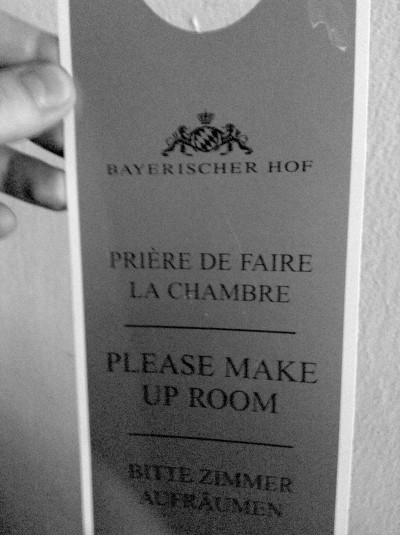 BAYERISCHER HOF
PRIÈRE DE FAIRE
LA CHAMBRE
PLEASE MAKE
UP ROOM
BITTE ZIMMER
AUFRÄUMEN